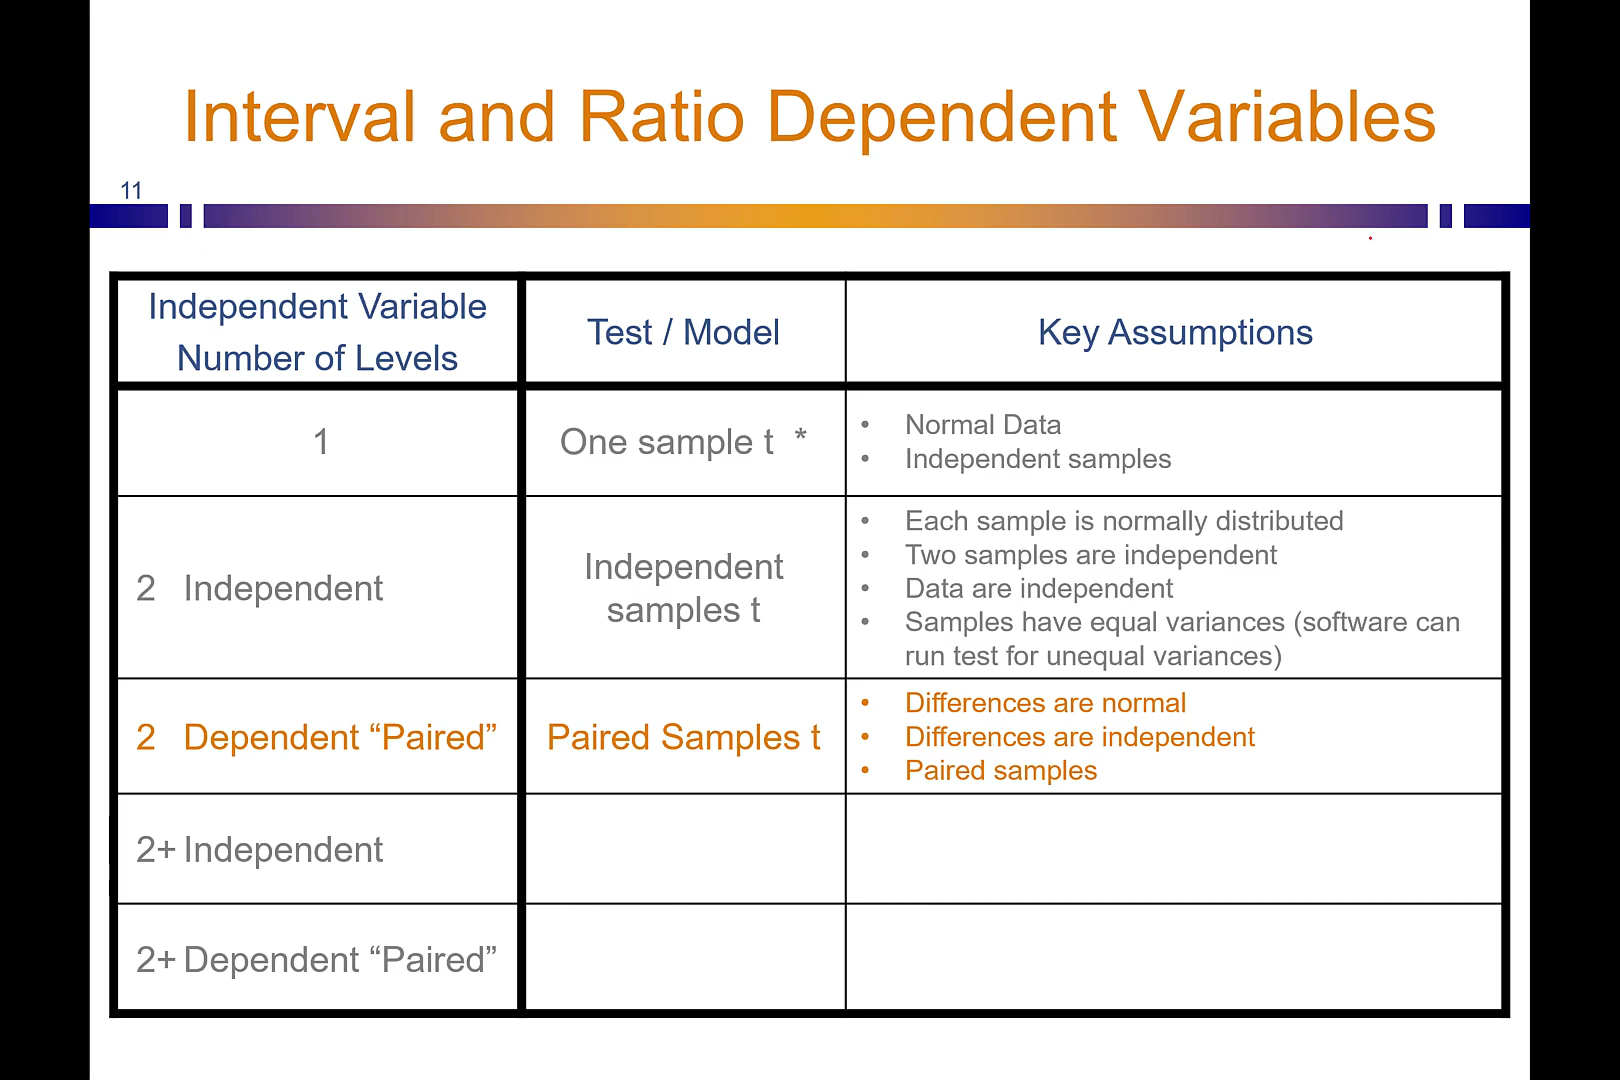 Interval and Ratio Dependent Variables
11
Independent Variable
Number of Levels
Test / Model
Key Assumptions
1
One sample t *
• Normal Data
• Independent samples
2 Independent
Independent
samples t
• Each sample is normally distributed
• Two samples are independent
• Data are independent
• Samples have equal variances (software can
run test for unequal variances)
2 Dependent “Paired”
Paired Samples t
• Differences are normal
• Differences are independent
• Paired samples
2+ Independent
2+ Dependent “Paired”